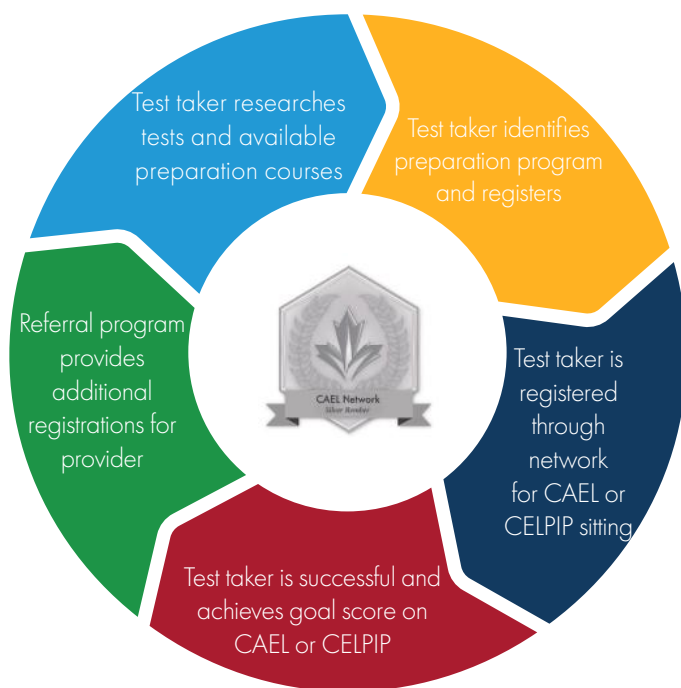 Test taker researches
tests and available
preparation courses
Test taker identifies
preparation program
and registers
Test taker is
registered
through
network
for CAEL or
CELPIP sitting
Test taker is successful and
achieves goal score on
CAEL or CELPIP
Referral program
provides
additional
registrations for
provider
CAEL Network
Silver Member